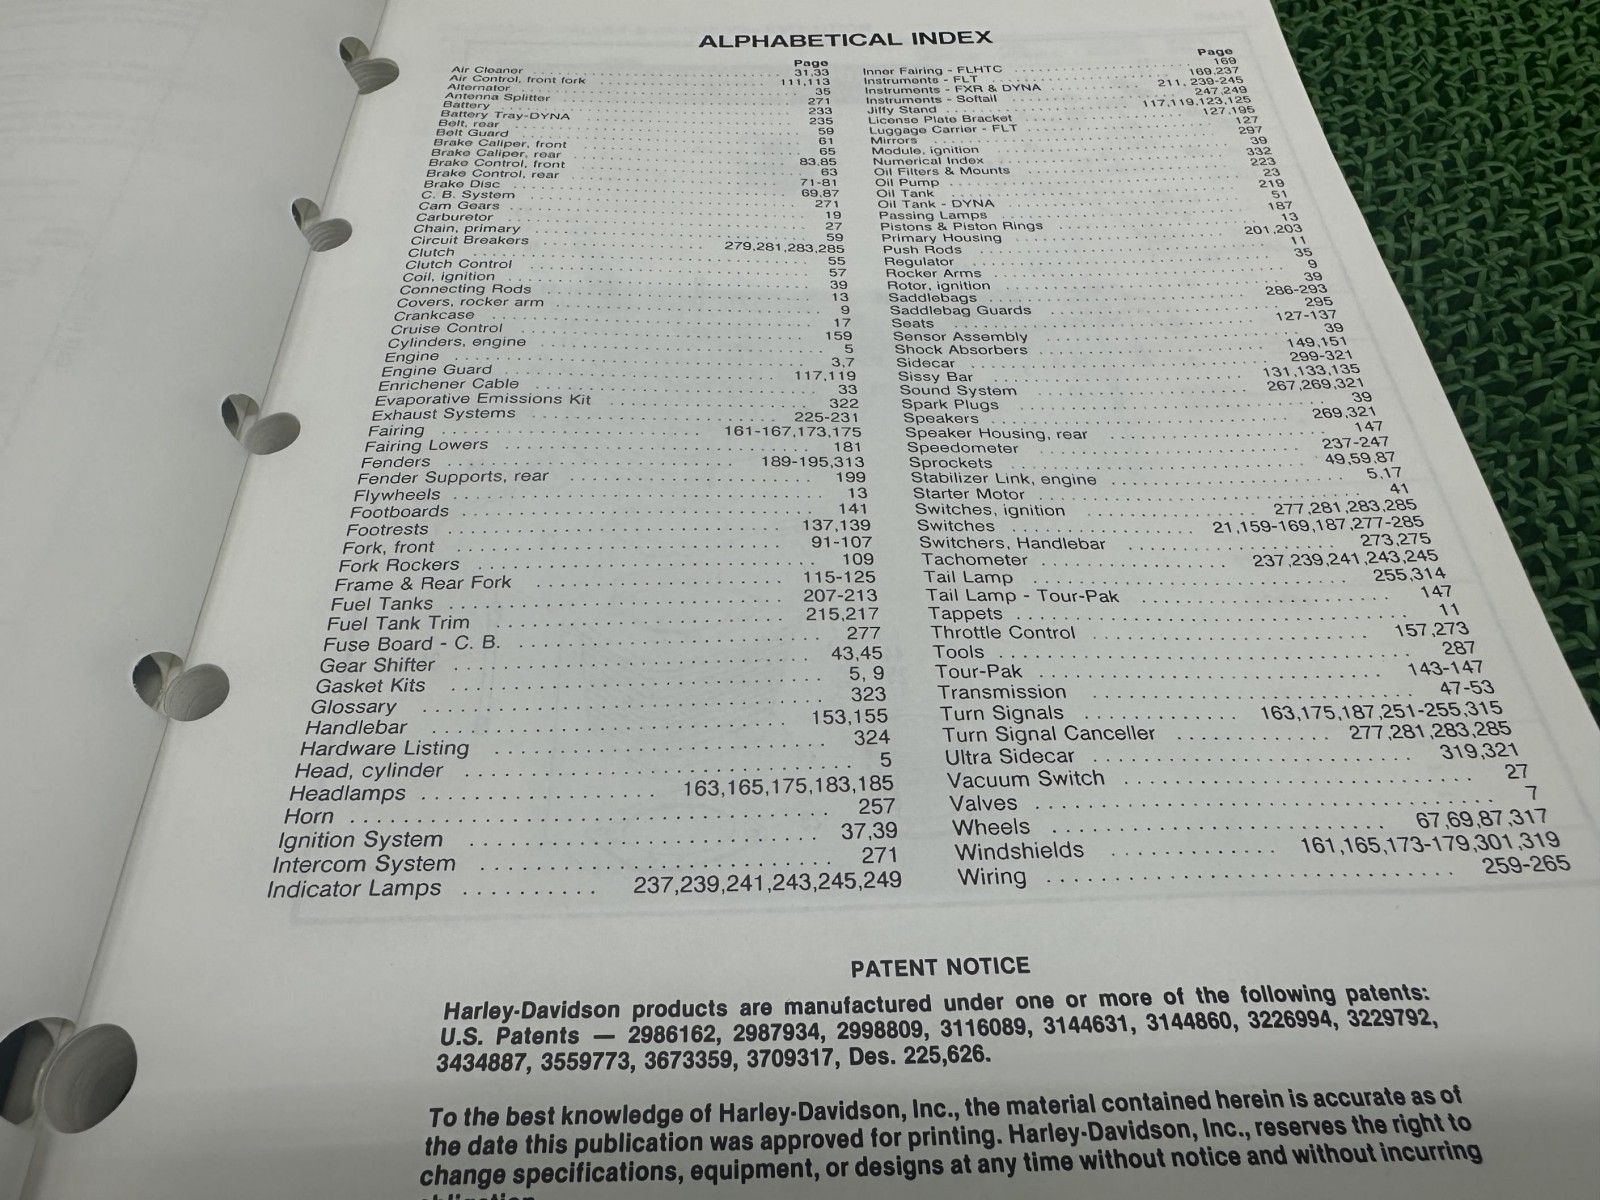 ALPHABETICAL INDEX
Page
Air Cleaner 31,33
Air Control, front fork 111,113
Alternator 35
Antenna Splitter 271
Battery 233
Battery Tray-DYNA 235
Belt, rear 59
Belt Guard 61
Brake Caliper, front 65
Brake Caliper, rear 83,85
Brake Control, front 63
Brake Control, rear 71-81
Brake Disc 69,87
C. B. System 271
Cam Gears 19
Carburetor 27
Chain, primary 59
Circuit Breakers 279,281,283,285
Clutch 55
Clutch Control 57
Coil, ignition 39
Connecting Rods 13
Covers, rocker arm 9
Crankcase 17
Cruise Control 159
Cylinders, engine 5
Engine 3,7
Engine Guard 117,119
Enrichener Cable 33
Evaporative Emissions Kit 322
Exhaust Systems 225-231
Fairing 161-167,173,175
Fairing Lowers 181
Fenders 189-195,313
Fender Supports, rear 199
Flywheels 13
Footboards 141
Footrests 137,139
Fork, front 91-107
Fork Rockers 109
Frame & Rear Fork 115-125
Fuel Tanks 207-213
Fuel Tank Trim 215,217
Fuse Board - C. B. 277
Gear Shifter 43,45
Gasket Kits 5, 9
Glossary 323
Handlebar 153,155
Hardware Listing 324
Head, cylinder 5
Headlamps 163,165,175,183,185
Horn 257
Ignition System 37,39
Intercom System 271
Indicator Lamps 237,239,241,243,245,249
Page
Inner Fairing - FLHTC 169
Instruments - FLT 169,237
Instruments - FXR & DYNA 211, 239-245
Instruments - Softail 247,249
Jiffy Stand 117,119,123,125
License Plate Bracket 127,195
Luggage Carrier - FLT 127
Mirrors 297
Module, ignition 39
Numerical Index 332
Oil Filters & Mounts 223
Oil Pump 23
Oil Tank 219
Oil Tank - DYNA 51
Passing Lamps 187
Pistons & Piston Rings 13
Primary Housing 201,203
Push Rods 11
Regulator 35
Rocker Arms 9
Rotor, ignition 39
Saddlebags 286-293
Saddlebag Guards 295
Seats 127-137
Sensor Assembly 39
Shock Absorbers 149,151
Sidecar 299-321
Sissy Bar 131,133,135
Sound System 267,269,321
Spark Plugs 39
Speakers 269,321
Speaker Housing, rear 147
Speedometer 237-247
Sprockets 49,59,87
Stabilizer Link, engine 5,17
Starter Motor 41
Switches, ignition 277,281,283,285
Switches 21,159-169,187,277-285
Switchers, Handlebar 273,275
Tachometer 237,239,241,243,245
Tail Lamp 255,314
Tail Lamp - Tour-Pak 147
Tappets 11
Throttle Control 157,273
Tools 287
Tour-Pak 143-147
Transmission 47-53
Turn Signals 163,175,187,251-255,315
Turn Signal Canceller 277,281,283,285
Ultra Sidecar 319,321
Vacuum Switch 27
Valves 7
Wheels 67,69,87,317
Windshields 161,165,173-179,301,319
Wiring 259-265
PATENT NOTICE
Harley-Davidson products are manufactured under one or more of the following patents:
U.S. Patents — 2986162, 2987934, 2998809, 3116089, 3144631, 3144860, 3226994, 3229792,
3434887, 3559773, 3673359, 3709317, Des. 225,626.
To the best knowledge of Harley-Davidson, Inc., the material contained herein is accurate as of
the date this publication was approved for printing. Harley-Davidson, Inc., reserves the right to
change specifications, equipment, or designs at any time without notice and without incurring